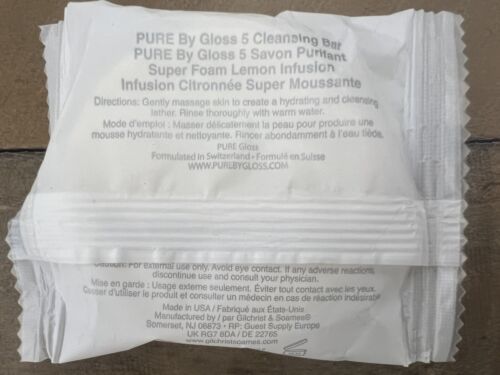 PURE By Gloss 5 Cleansing Bar
PURE By Gloss 5 Savon Purifiant
Super Foam Lemon Infusion
Infusion Citronnée Super Moussante
Directions: Gently massage skin to create a hydrating and cleansing
lather. Rinse thoroughly with warm water.
Mode d'emploi : Masser délicatement la peau pour produire une
mousse hydratante et nettoyante. Rincer abondamment à l'eau tiède.
PURE Gloss
Formulated in Switzerland • Formulé en Suisse
WWW.PUREBYGLOSS.COM
Caution: For external use only. Avoid eye contact. If any adverse reactions,
discontinue use and consult your physician.
Mise en garde : Usage externe seulement. Éviter tout contact avec les yeux.
Cesser d'utiliser le produit et consulter un médecin en cas de réaction indésirable
Made in USA / Fabriqué aux États-Unis
Manufactured by / par Gilchrist & Soames®
Somerset, NJ 08873 • RP: Guest Supply Europe
UK RG7 8DA / DE 22765
www.gilchristsoames.com